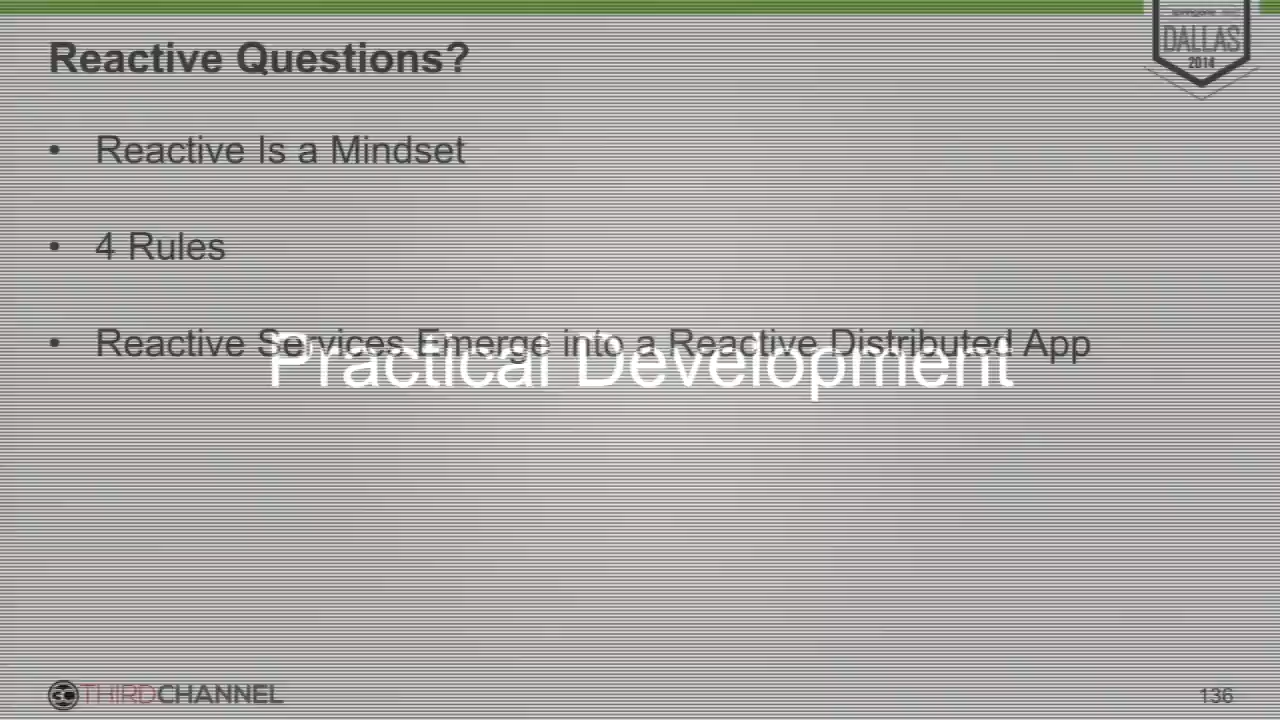 DALLAS
2014
Reactive Questions?
• Reactive Is a Mindset
• 4 Rules
• Reactive Services Emerge into a Reactive Distributed App
Practical Development
THIRDCHANNEL
136